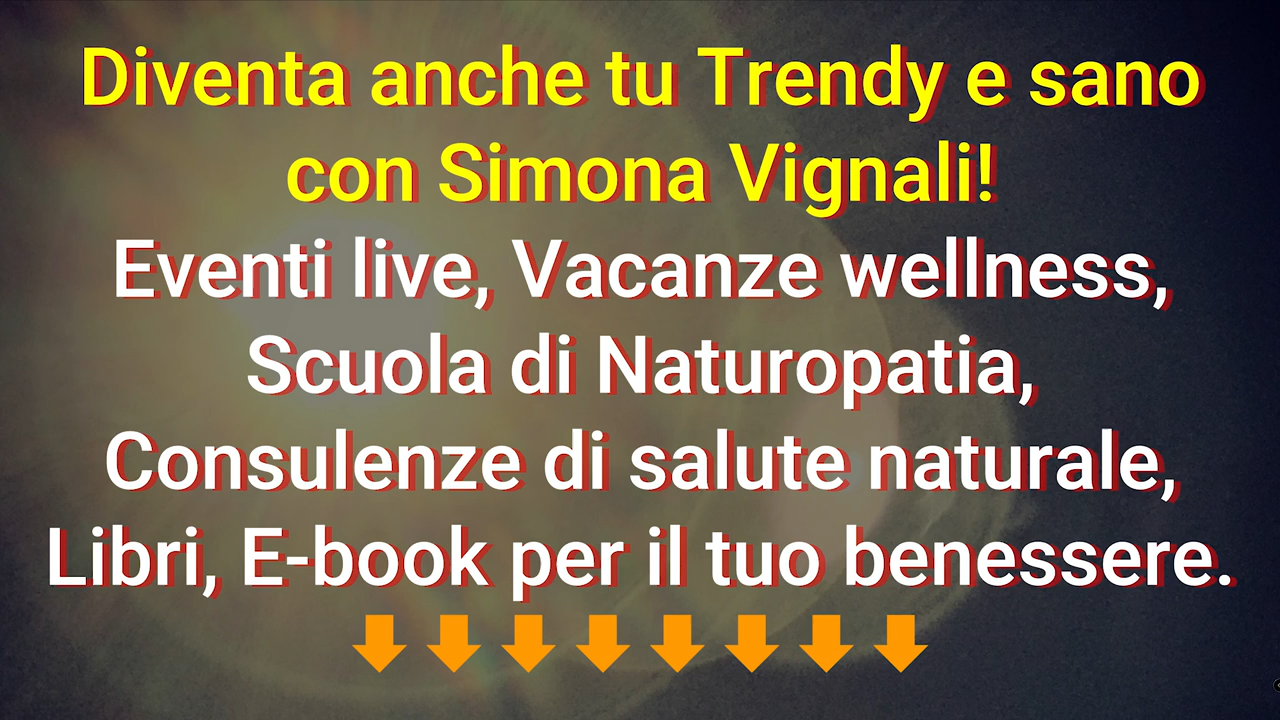 Diventa anche tu Trendy e sano
con Simona Vignali!
Eventi live, Vacanze wellness,
Scuola di Naturopatia,
Consulenze di salute naturale,
Libri, E-book per il tuo benessere.